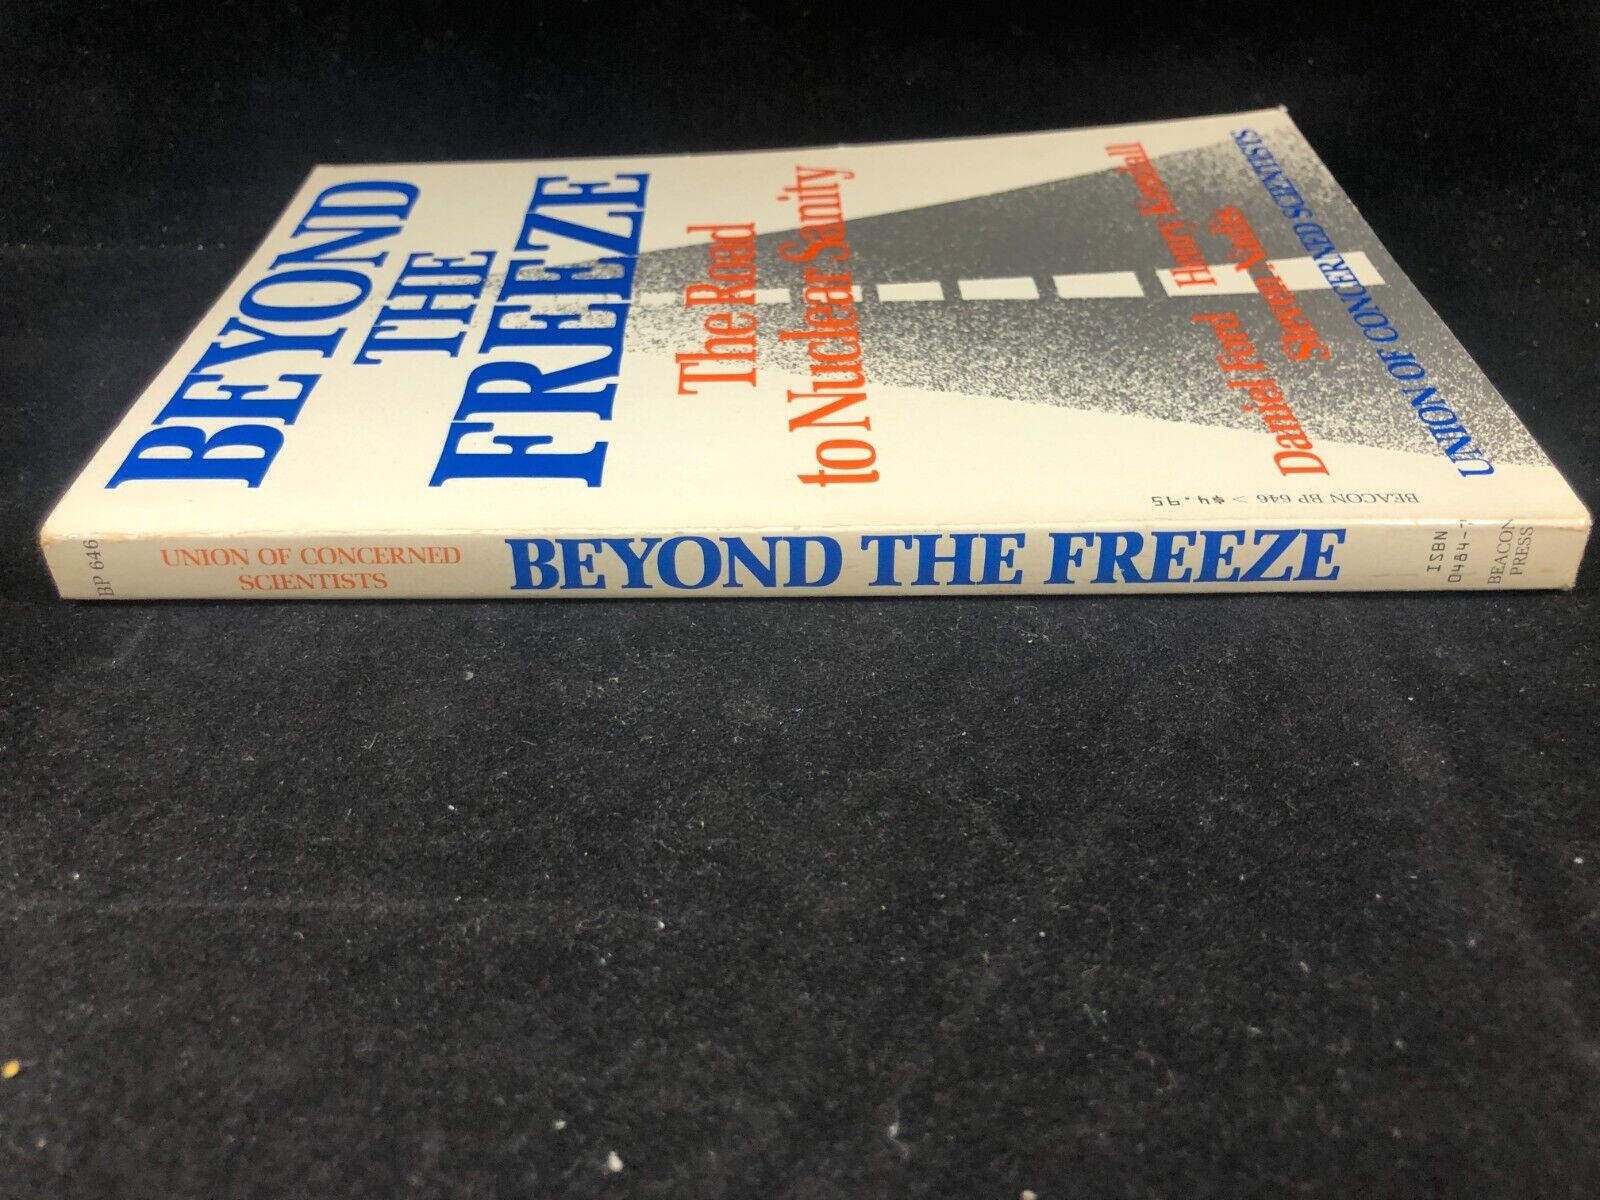 BEYOND
THE
FREEZE
The Road
to Nuclear Sanity
Daniel Ford Henry Kendall
Steven Nadis
UNION OF CONCERNED SCIENTISTS
BEACON BP 646 > $4.95
BP 646
UNION OF CONCERNED
SCIENTISTS
BEYOND THE FREEZE
ISBN
0484-
BEACON
PRESS